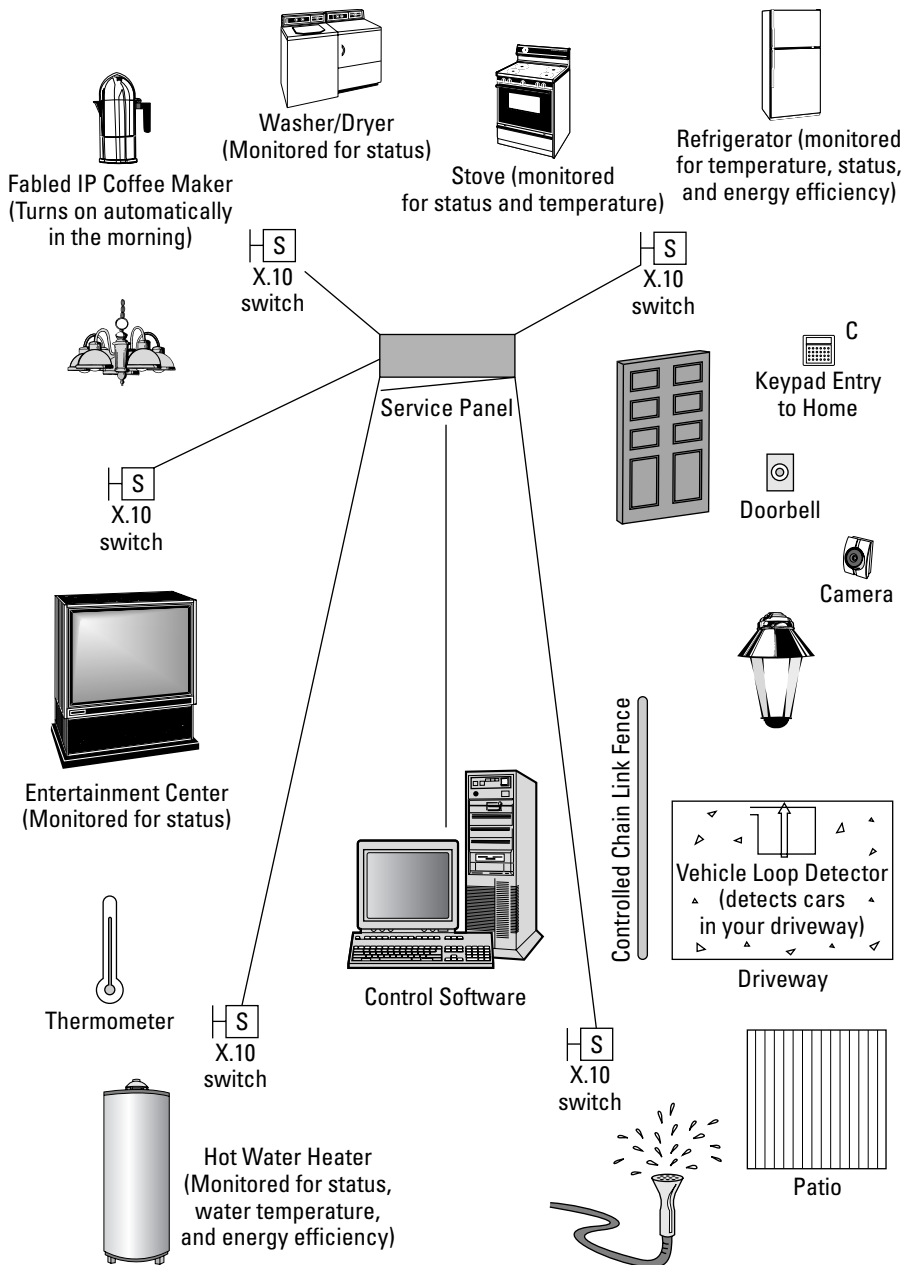 Washer/Dryer
(Monitored for status)
Refrigerator (monitored
for temperature, status,
and energy efficiency)
Stove (monitored
for status and temperature)
Fabled IP Coffee Maker
(Turns on automatically
in the morning)
S
X.10
switch
S
X.10
switch
Service Panel
C
Keypad Entry
to Home
S
X.10
switch
Doorbell
Camera
Entertainment Center
(Monitored for status)
Controlled Chain Link Fence
Vehicle Loop Detector
(detects cars
in your driveway)
Driveway
Control Software
Thermometer
S
X.10
switch
S
X.10
switch
Hot Water Heater
(Monitored for status,
water temperature,
and energy efficiency)
Patio